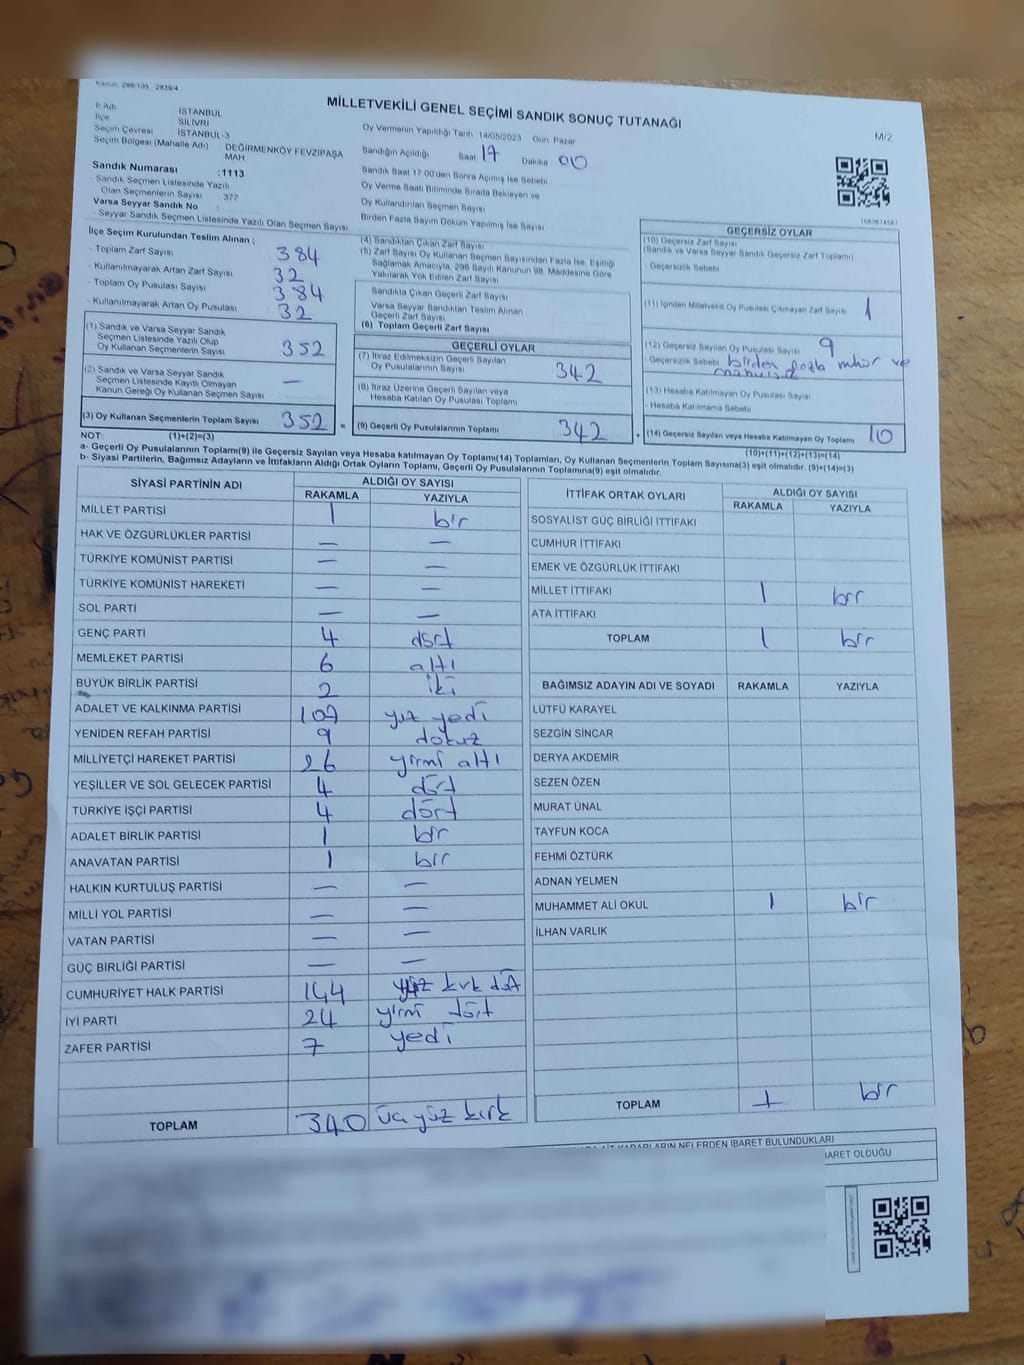 Kanun: 298/105 2839/4
MİLLETVEKİLİ GENEL SEÇİMİ SANDIK SONUÇ TUTANAĞI
M/2
İl Adı İSTANBUL
İlçe SİLİVRİ
Seçim Çevresi İSTANBUL-3
Seçim Bölgesi (Mahalle Adı) DEĞİRMENKÖY FEVZİPAŞA MAH
Oy Vermenin Yapıldığı Tarih 14/05/2023 Gün Pazar
Sandığın Açıldığı Saat 17 Dakika 00
Sandık Saat 17.00'den Sonra Açılmış İse Sebebi
Oy Verme Saati Bitiminde Sırada Bekleyen ve
Oy Kullandırılan Seçmen Sayısı
Birden Fazla Sayım Döküm Yapılmış İse Sayısı
Sandık Numarası :1113
- Sandık Seçmen Listesinde Yazılı
Olan Seçmenlerin Sayısı : 377
Varsa Seyyar Sandık No :
- Seyyar Sandık Seçmen Listesinde Yazılı Olan Seçmen Sayısı
İlçe Seçim Kurulundan Teslim Alınan ;
- Toplam Zarf Sayısı 384
- Kullanılmayarak Artan Zarf Sayısı 32
- Toplam Oy Pusulası Sayısı 384
- Kullanılmayarak Artan Oy Pusulası 32
(1) Sandık ve Varsa Seyyar Sandık
Seçmen Listesinde Yazılı Olup
Oy Kullanan Seçmenlerin Sayısı 352
(2) Sandık ve Varsa Seyyar Sandık
Seçmen Listesinde Kayıtlı Olmayan
Kanun Gereği Oy Kullanan Seçmen Sayısı —
(3) Oy Kullanan Seçmenlerin Toplam Sayısı 352 =
(4) Sandıktan Çıkan Zarf Sayısı
(5) Zarf Sayısı Oy Kullanan Seçmen Sayısından Fazla İse, Eşitliği
Sağlamak Amacıyla, 298 Sayılı Kanunun 98. Maddesine Göre
Yakılarak Yok Edilen Zarf Sayısı
Sandıkta Çıkan Geçerli Zarf Sayısı
Varsa Seyyar Sandıktan Teslim Alınan
Geçerli Zarf Sayısı
(6) Toplam Geçerli Zarf Sayısı
GEÇERLİ OYLAR
(7) İtiraz Edilmeksizin Geçerli Sayılan
Oy Pusulalarının Sayısı 342
(8) İtiraz Üzerine Geçerli Sayılan veya
Hesaba Katılan Oy Pusulası Toplamı
(9) Geçerli Oy Pusulalarının Toplamı 342 +
GEÇERSİZ OYLAR
(10) Geçersiz Zarf Sayısı
(Sandık ve Varsa Seyyar Sandık Geçersiz Zarf Toplamı)
- Geçersizlik Sebebi
(11) İçinden Milletvekili Oy Pusulası Çıkmayan Zarf Sayısı 1
(12) Geçersiz Sayılan Oy Pusulası Sayısı 9
- Geçersizlik Sebebi birden fazla mühür ve
(13) Hesaba Katılmayan Oy Pusulası Sayısı
- Hesaba Katılmama Sebebi
(14) Geçersiz Sayılan veya Hesaba Katılmayan Oy Toplamı 10
NOT: (1)+(2)=(3) (10)+(11)+(12)+(13)=(14)
a- Geçerli Oy Pusulaların Toplamı(9) ile Geçersiz Sayılan veya Hesaba katılmayan Oy Toplamı(14) Toplamları, Oy Kullanan Seçmenlerin Toplam Sayısına(3) eşit olmalıdır. (9)+(14)=(3)
b- Siyasi Partilerin, Bağımsız Adayların ve İttifakların Aldığı Ortak Oyların Toplamı, Geçerli Oy Pusulalarının Toplamına(9) eşit olmalıdır.
SİYASİ PARTİNİN ADI ALDIĞI OY SAYISI
RAKAMLA YAZIYLA
MİLLET PARTİSİ 1 bir
HAK VE ÖZGÜRLÜKLER PARTİSİ — —
TÜRKİYE KOMÜNİST PARTİSİ — —
TÜRKİYE KOMÜNİST HAREKETİ — —
SOL PARTİ — —
GENÇ PARTİ 4 dört
MEMLEKET PARTİSİ 6 altı
BÜYÜK BİRLİK PARTİSİ 2 iki
ADALET VE KALKINMA PARTİSİ 107 yüz yedi
YENİDEN REFAH PARTİSİ 9 dokuz
MİLLİYETÇİ HAREKET PARTİSİ 26 yirmi altı
YEŞİLLER VE SOL GELECEK PARTİSİ 4 dört
TÜRKİYE İŞÇİ PARTİSİ 4 dört
ADALET BİRLİK PARTİSİ 1 bir
ANAVATAN PARTİSİ 1 bir
HALKIN KURTULUŞ PARTİSİ — —
MİLLİ YOL PARTİSİ — —
VATAN PARTİSİ — —
GÜÇ BİRLİĞİ PARTİSİ — —
CUMHURİYET HALK PARTİSİ 144 yüz kırk dört
İYİ PARTİ 24 yirmi dört
ZAFER PARTİSİ 7 yedi
TOPLAM 340 üç yüz kırk
İTTİFAK ORTAK OYLARI ALDIĞI OY SAYISI
RAKAMLA YAZIYLA
SOSYALİST GÜÇ BİRLİĞİ İTTİFAKI
CUMHUR İTTİFAKI
EMEK VE ÖZGÜRLÜK İTTİFAKI
MİLLET İTTİFAKI 1 bir
ATA İTTİFAKI
TOPLAM 1 bir
BAĞIMSIZ ADAYIN ADI VE SOYADI RAKAMLA YAZIYLA
LÜTFÜ KARAYEL
SEZGİN SİNCAR
DERYA AKDEMİR
SEZEN ÖZEN
MURAT ÜNAL
TAYFUN KOCA
FEHMİ ÖZTÜRK
ADNAN YELMEN
MUHAMMET ALİ OKUL 1 bir
İLHAN VARLIK
TOPLAM 1 bir
KARARLARIN NELERDEN İBARET BULUNDUKLARI
İBARET OLDUĞU